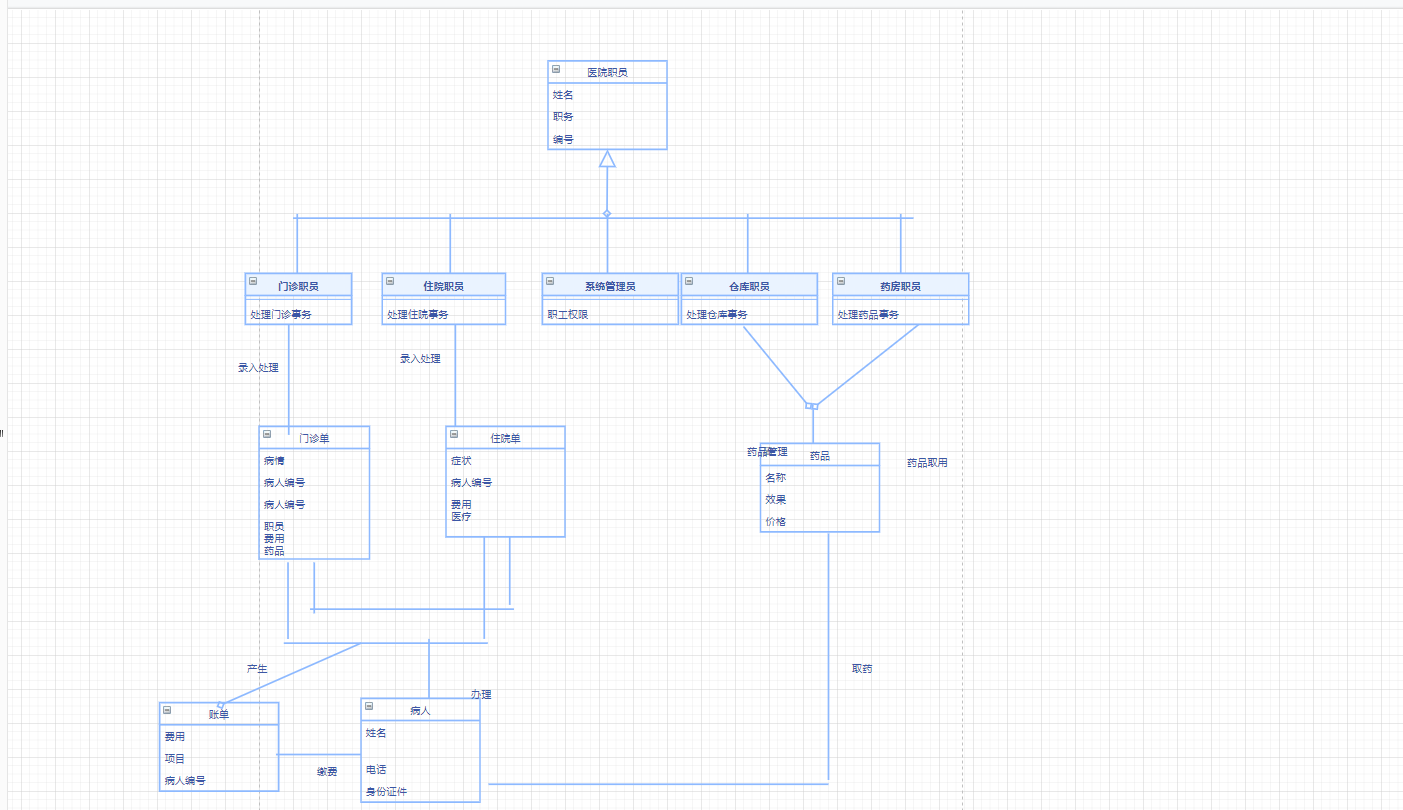 医院职员
姓名
职务
编号
门诊职员
处理门诊事务
住院职员
处理住院事务
系统管理员
职工权限
仓库职员
处理仓库事务
药房职员
处理药品事务
录入处理
录入处理
门诊单
病情
病人编号
病人编号
职员
费用
药品
住院单
症状
病人编号
费用
医疗
药品管理
药品
名称
效果
价格
药品取用
产生
办理
取药
账单
费用
项目
病人编号
缴费
病人
姓名
电话
身份证件